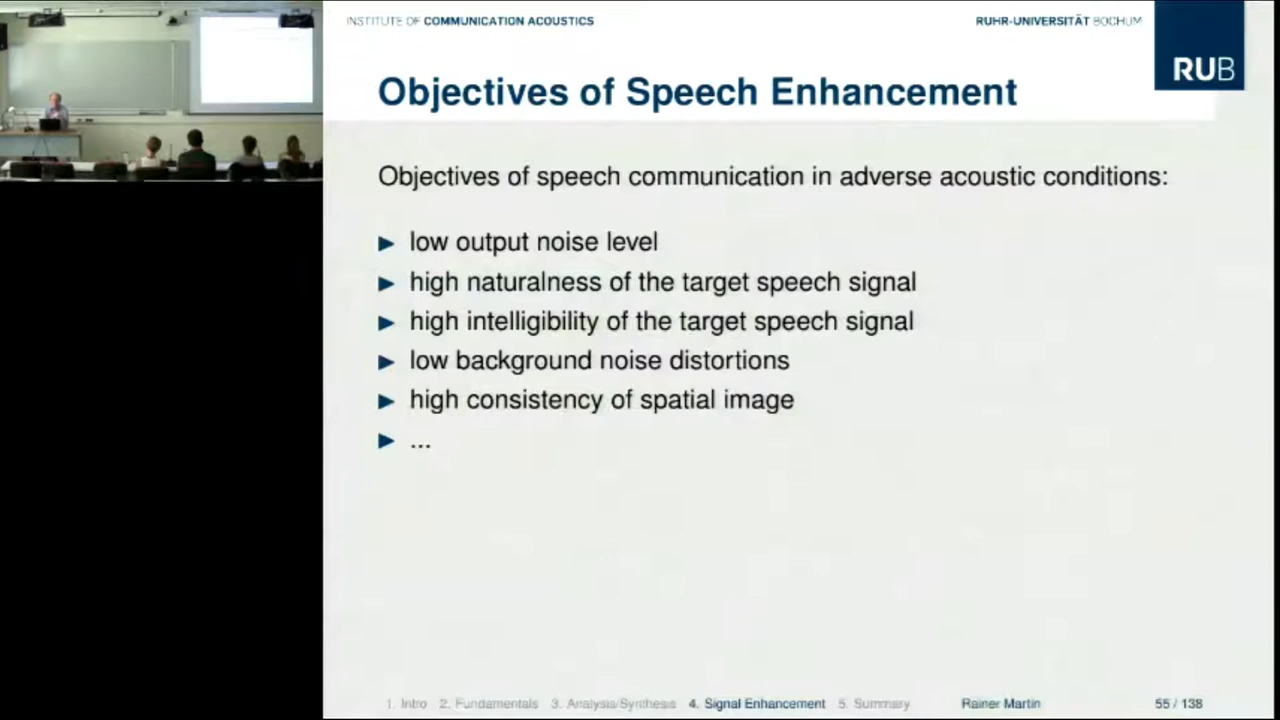 INSTITUTE OF COMMUNICATION ACOUSTICS
RUHR-UNIVERSITÄT BOCHUM
RUB
Objectives of Speech Enhancement
Objectives of speech communication in adverse acoustic conditions:
► low output noise level
► high naturalness of the target speech signal
► high intelligibility of the target speech signal
► low background noise distortions
► high consistency of spatial image
► ...
1. Intro 2. Fundamentals 3. Analysis/Synthesis 4. Signal Enhancement 5. Summary Rainer Martin 55 / 138